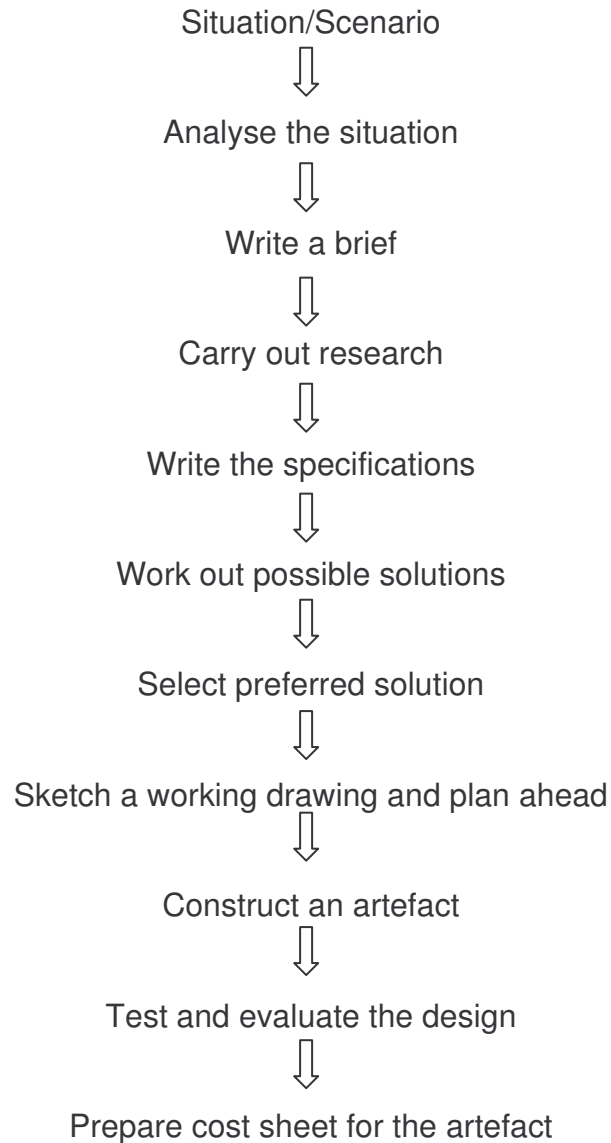 Situation/Scenario
Analyse the situation
Write a brief
Carry out research
Write the specifications
Work out possible solutions
Select preferred solution
Sketch a working drawing and plan ahead
Construct an artefact
Test and evaluate the design
Prepare cost sheet for the artefact